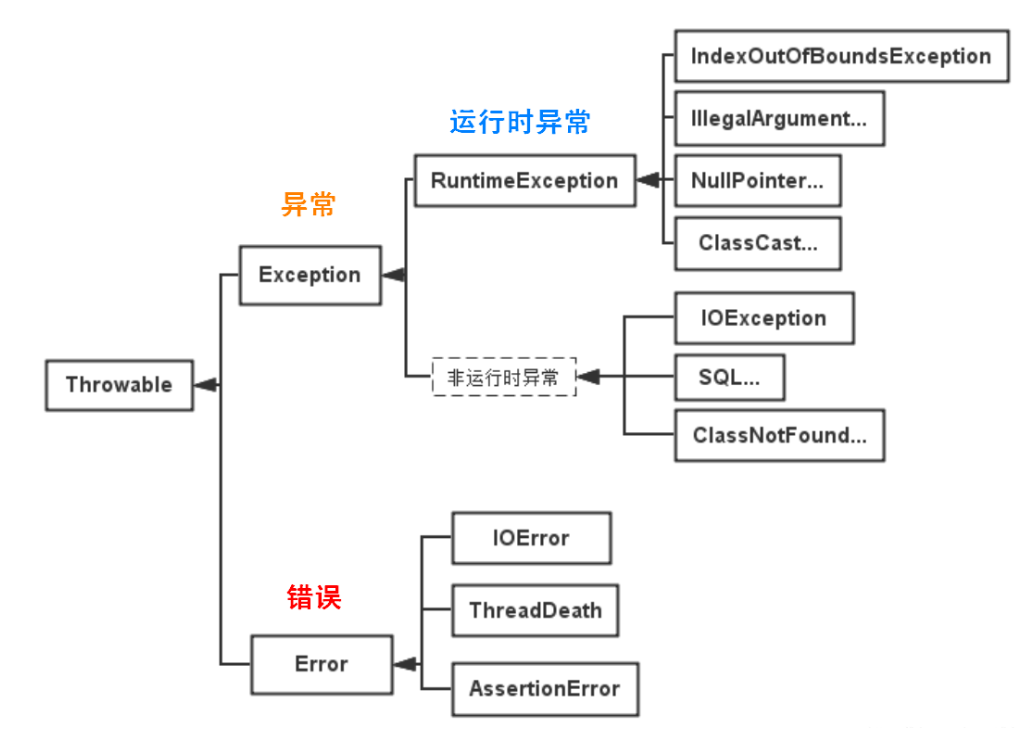 IndexOutOfBoundsException
运行时异常
IllegalArgument...
RuntimeException
NullPointer...
异常
ClassCast...
Exception
IOException
Throwable
非运行时异常
SQL...
ClassNotFound...
IOError
错误
ThreadDeath
Error
AssertionError